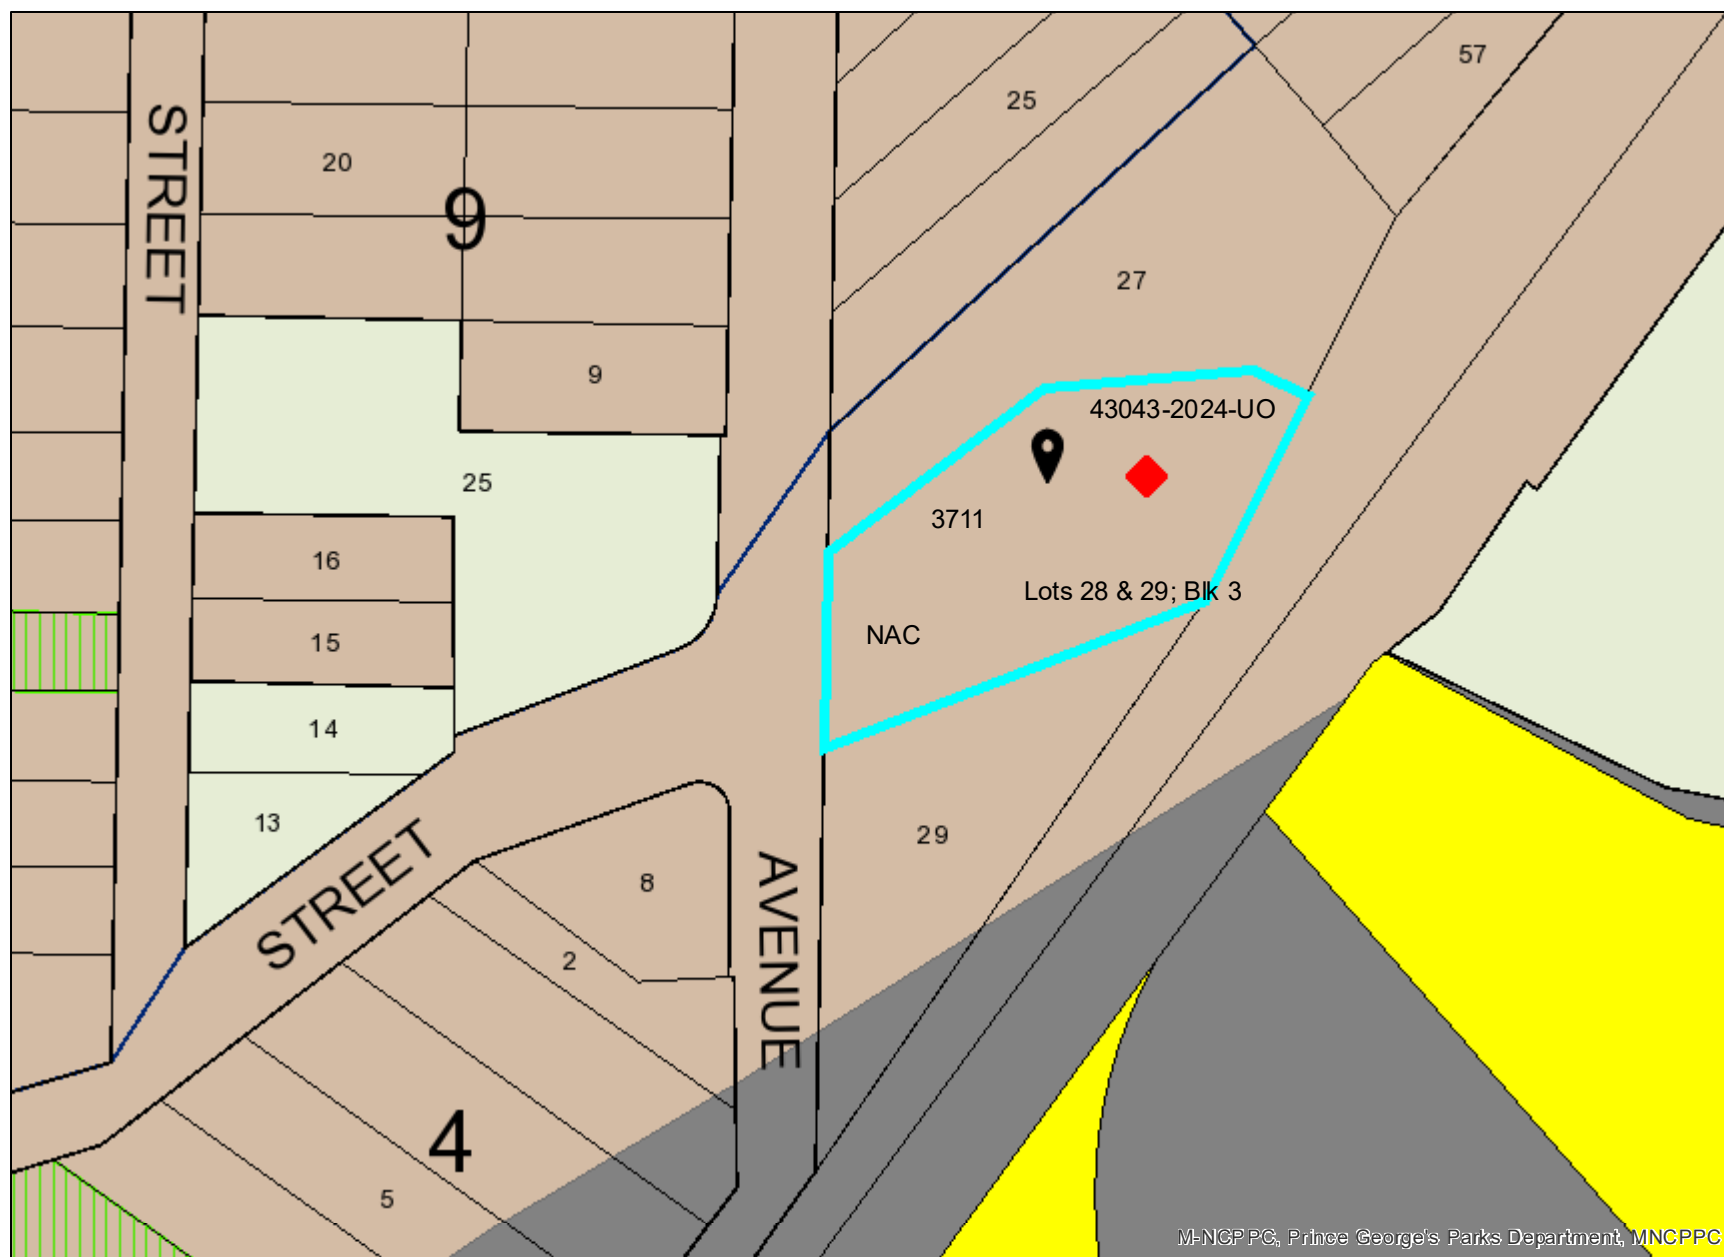 57
25
STREET
20
9
27
9
43043-2024-UO
25
3711
16
Lots 28 & 29; Blk 3
15
NAC
14
13
29
STREET
8
AVENUE
2
4
5
M-NCPPC, Prince George's Parks Department, MNCPPC